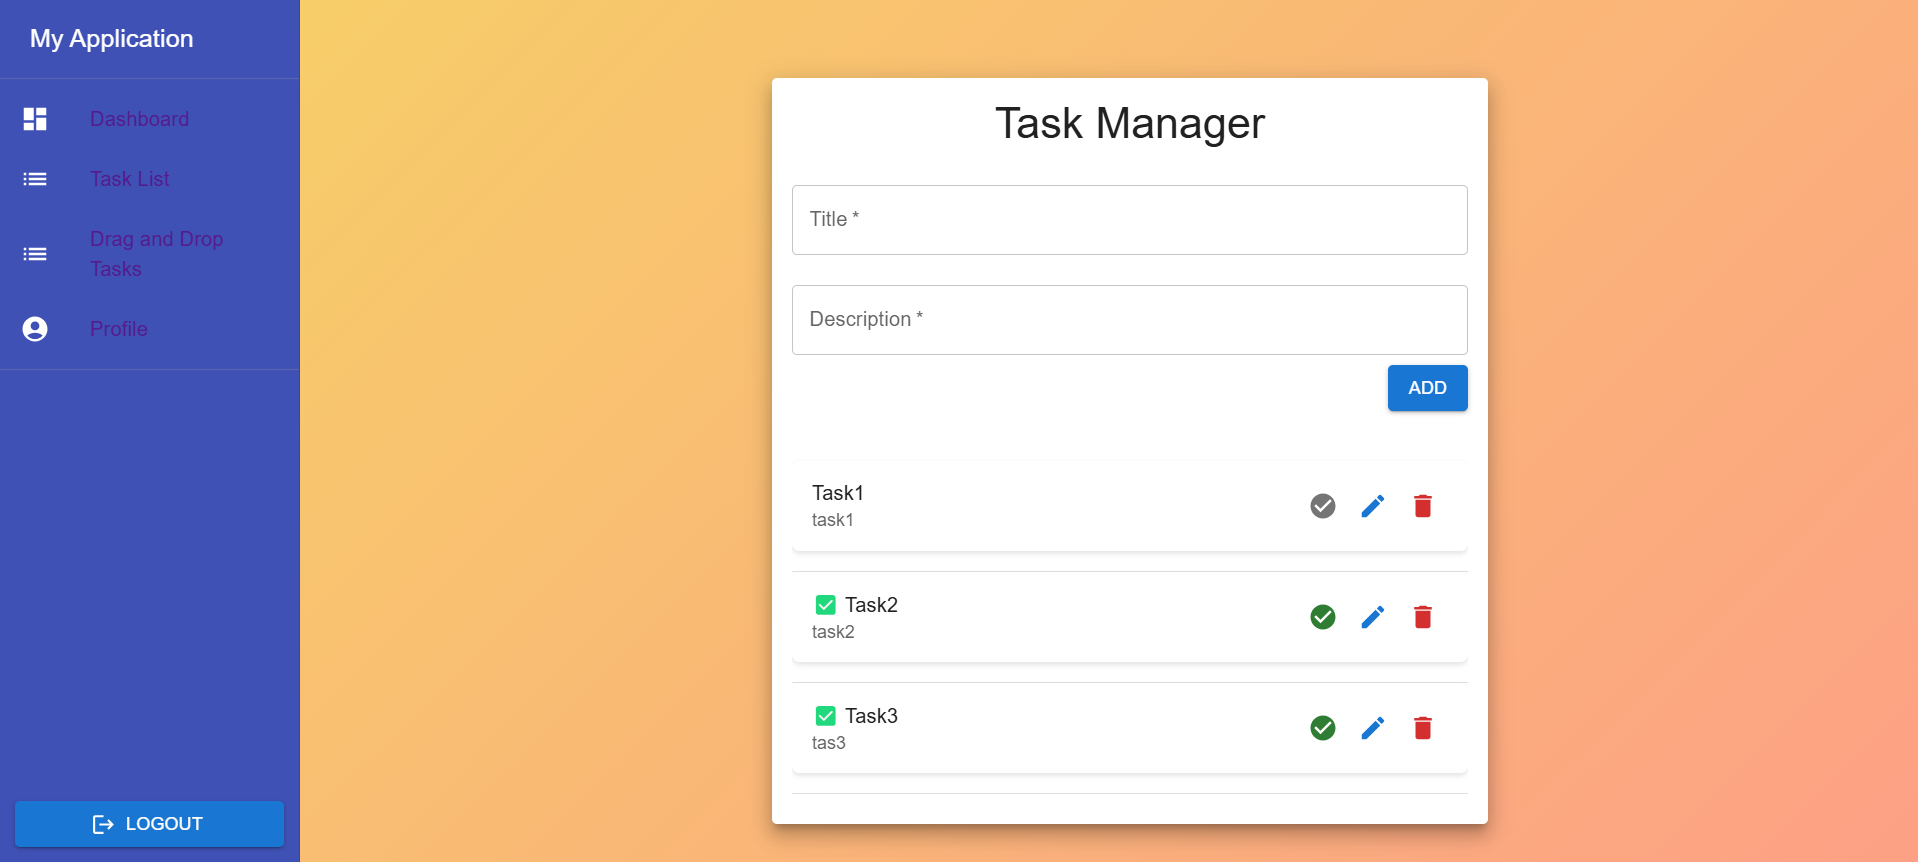 My Application
Dashboard
Task List
Drag and Drop
Tasks
Profile
LOGOUT
Task Manager
Title *
Description *
ADD
Task1
task1
✅ Task2
task2
✅ Task3
tas3